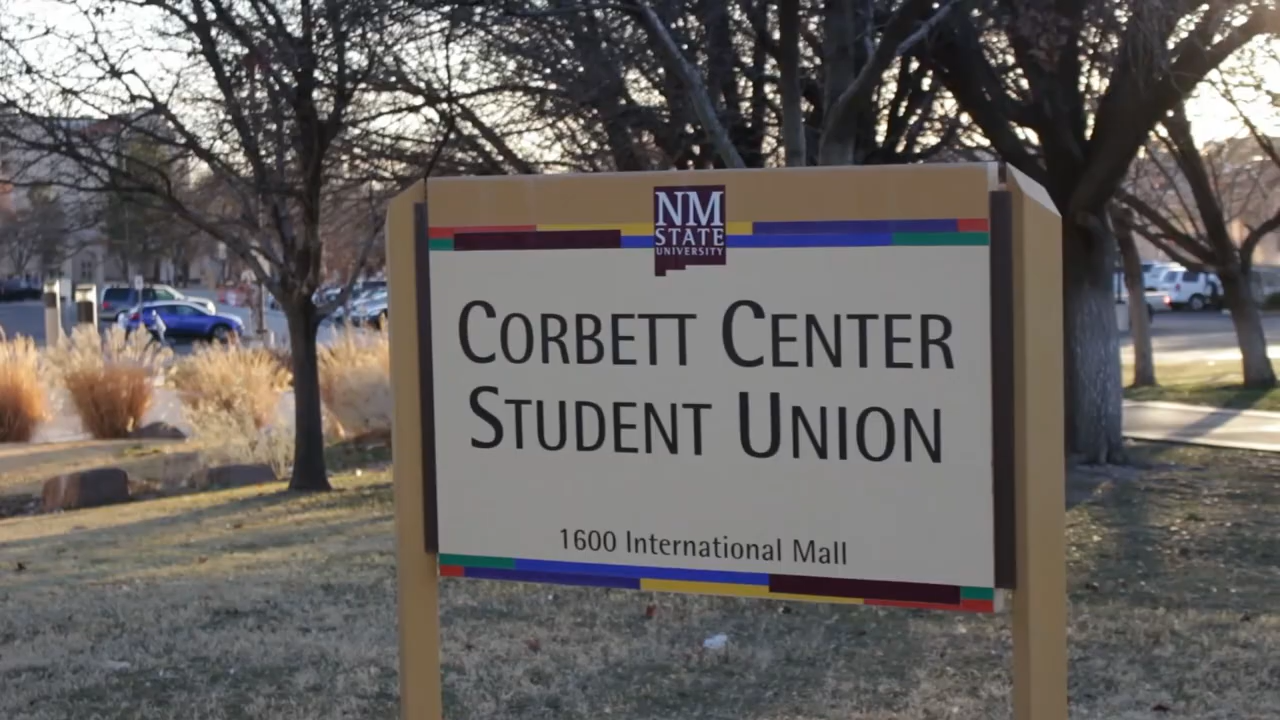 NM
STATE
UNIVERSITY
CORBETT CENTER
STUDENT UNION
1600 International Mall